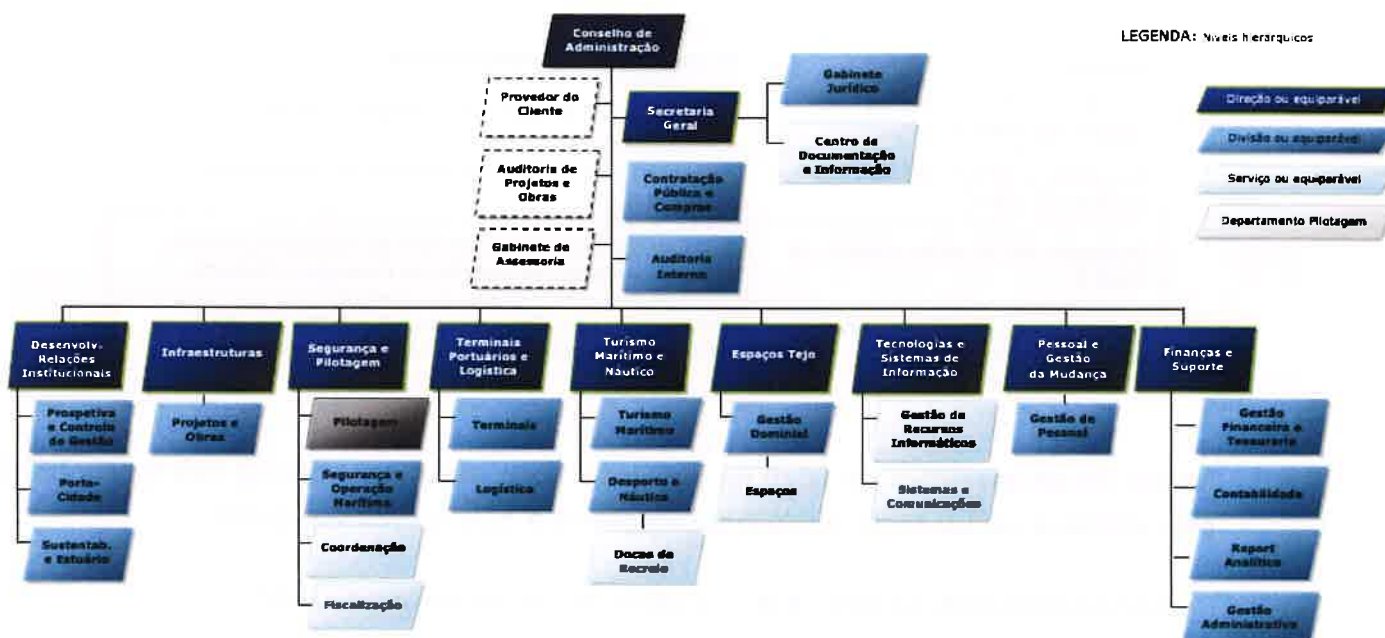 Conselho de
Administração
LEGENDA: Níveis hierárquicos
Provedor do
Cliente
Secretaria
Geral
Gabinete
Jurídico
Direção ou equiparável
Divisão ou equiparável
Serviço ou equiparável
Departamento Pilotagem
Centro de
Documentação
e Informação
Auditoria de
Projetos e
Obras
Contratação
Pública e
Compras
Gabinete de
Assessoria
Auditoria
Interna
Desenvolv.
Relações
Institucionais
Infraestruturas
Segurança e
Pilotagem
Terminais
Portuários e
Logística
Turismo
Marítimo e
Náutico
Espaços Tejo
Tecnologias e
Sistemas de
Informação
Pessoal e
Gestão
da Mudança
Finanças e
Suporte
Prospetiva
e Controlo
de Gestão
Porto-
Cidade
Sustentab.
e Estuário
Projetos e
Obras
Pilotagem
Segurança e
Operação
Marítima
Coordenação
Fiscalização
Terminais
Logística
Turismo
Marítimo
Desporto e
Náutica
Docas de
Recreio
Gestão
Dominial
Espaços
Gestão de
Recursos
Informáticos
Sistemas e
Comunicações
Gestão de
Pessoal
Gestão
Financeira e
Tesouraria
Contabilidade
Report
Analítico
Gestão
Administrativa